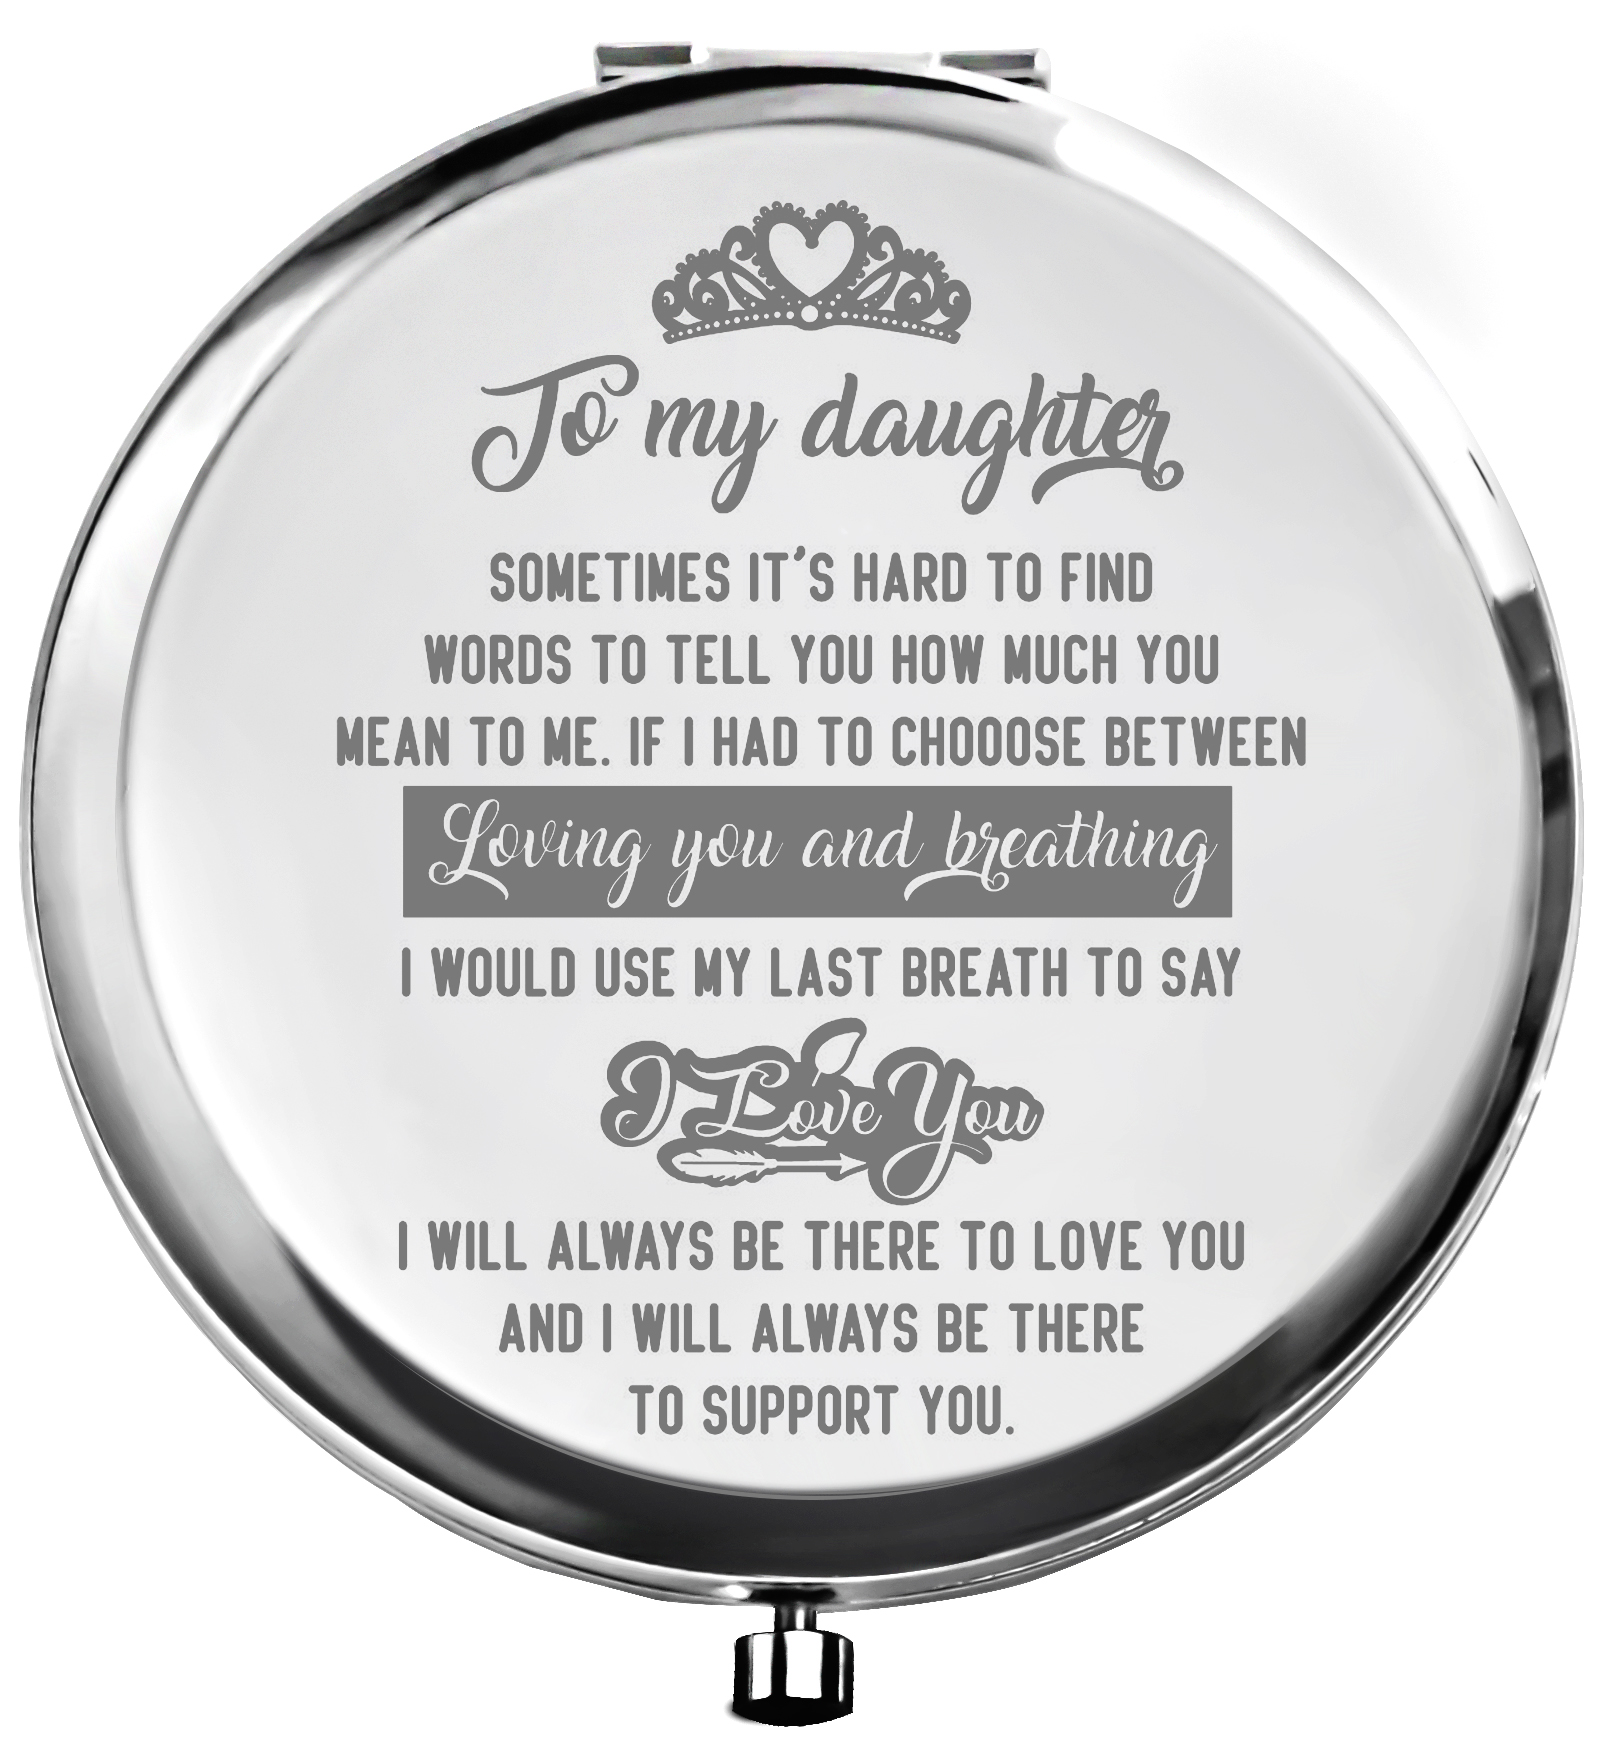 To my daughter
SOMETIMES IT'S HARD TO FIND
WORDS TO TELL YOU HOW MUCH YOU
MEAN TO ME. IF I HAD TO CHOOOSE BETWEEN
Loving you and breathing
I WOULD USE MY LAST BREATH TO SAY
I Love You
I WILL ALWAYS BE THERE TO LOVE YOU
AND I WILL ALWAYS BE THERE
TO SUPPORT YOU.